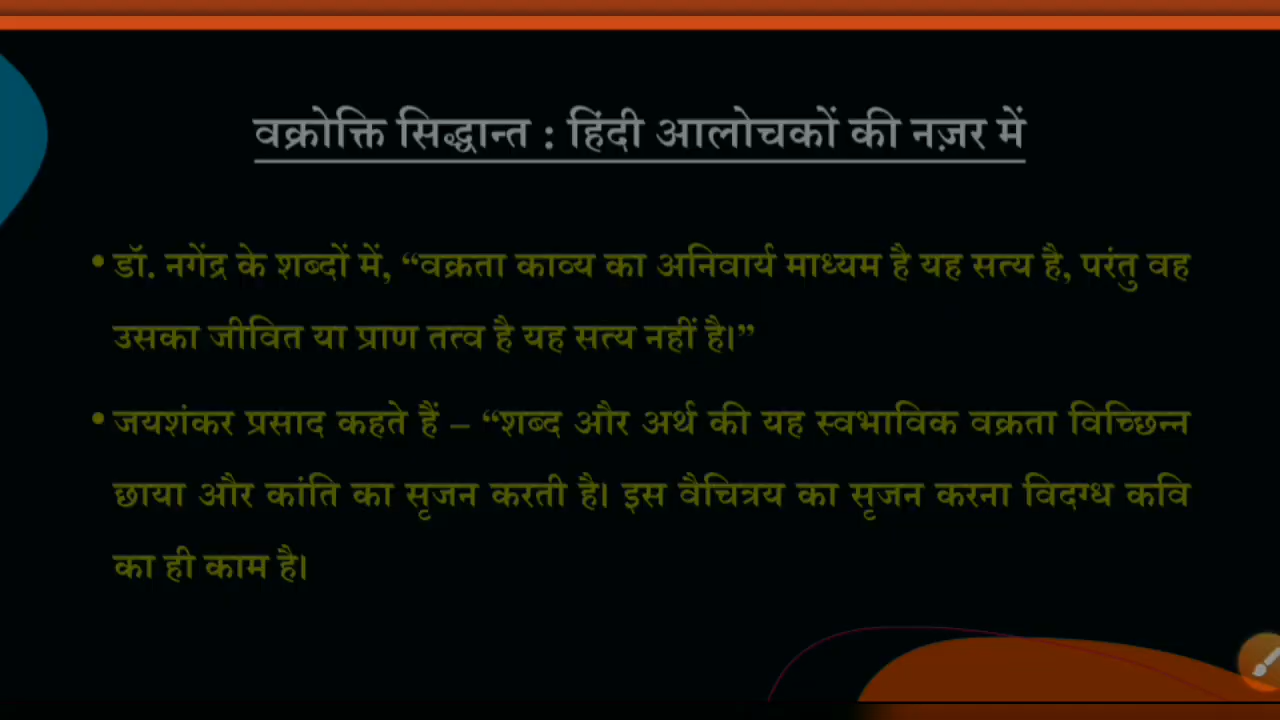 वक्रोक्ति सिद्धान्त : हिंदी आलोचकों की नज़र में
• डॉ. नगेंद्र के शब्दों में, “वक्रता काव्य का अनिवार्य माध्यम है यह सत्य है, परंतु वह
उसका जीवित या प्राण तत्व है यह सत्य नहीं है।”
• जयशंकर प्रसाद कहते हैं – “शब्द और अर्थ की यह स्वभाविक वक्रता विच्छिन्न
छाया और कांति का सृजन करती है। इस वैचित्रय का सृजन करना विदग्ध कवि
का ही काम है।